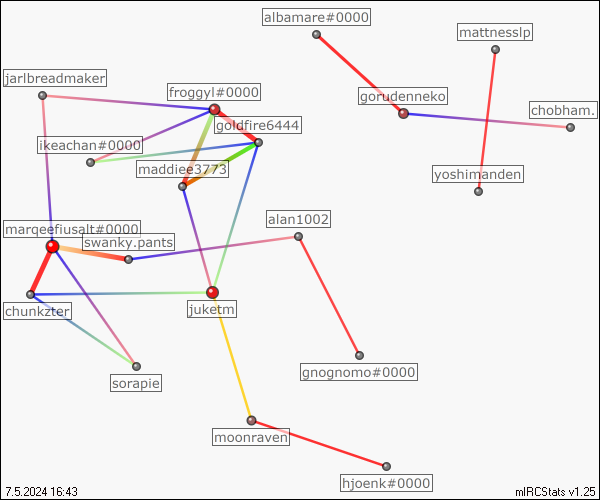 albamare#0000
mattnesslp
jarlbreadmaker
froggyl#0000
gorudenneko
chobham.
goldfire6444
ikeachan#0000
maddiee3773
yoshimanden
alan1002
marqeefiusalt#0000
swanky.pants
chunkzter
juketm
gnognomo#0000
sorapie
moonraven
hjoenk#0000
7.5.2024 16:43
mIRCStats v1.25